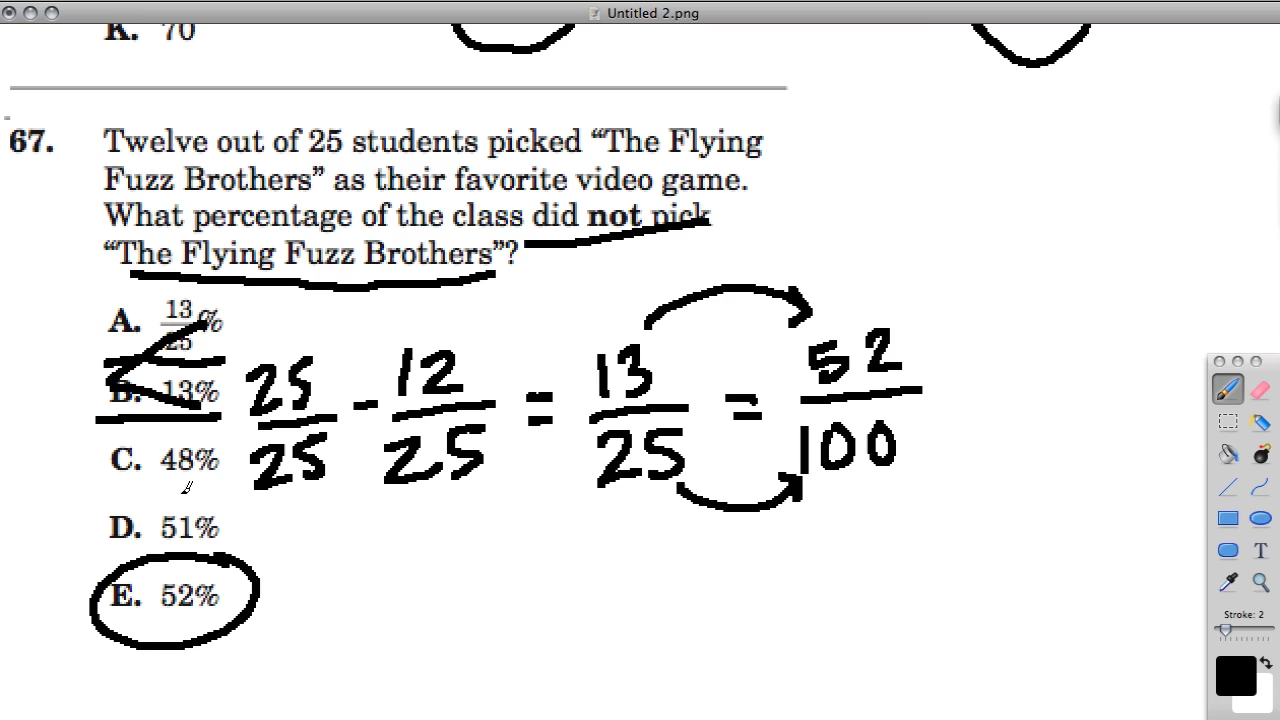 Untitled 2.png
K. 70
67. Twelve out of 25 students picked “The Flying
Fuzz Brothers” as their favorite video game.
What percentage of the class did not pick
“The Flying Fuzz Brothers”?
A. 13/25%
B. 13%
C. 48%
D. 51%
E. 52%
25/25 - 12/25 = 13/25 = 52/100
T
Stroke: 2